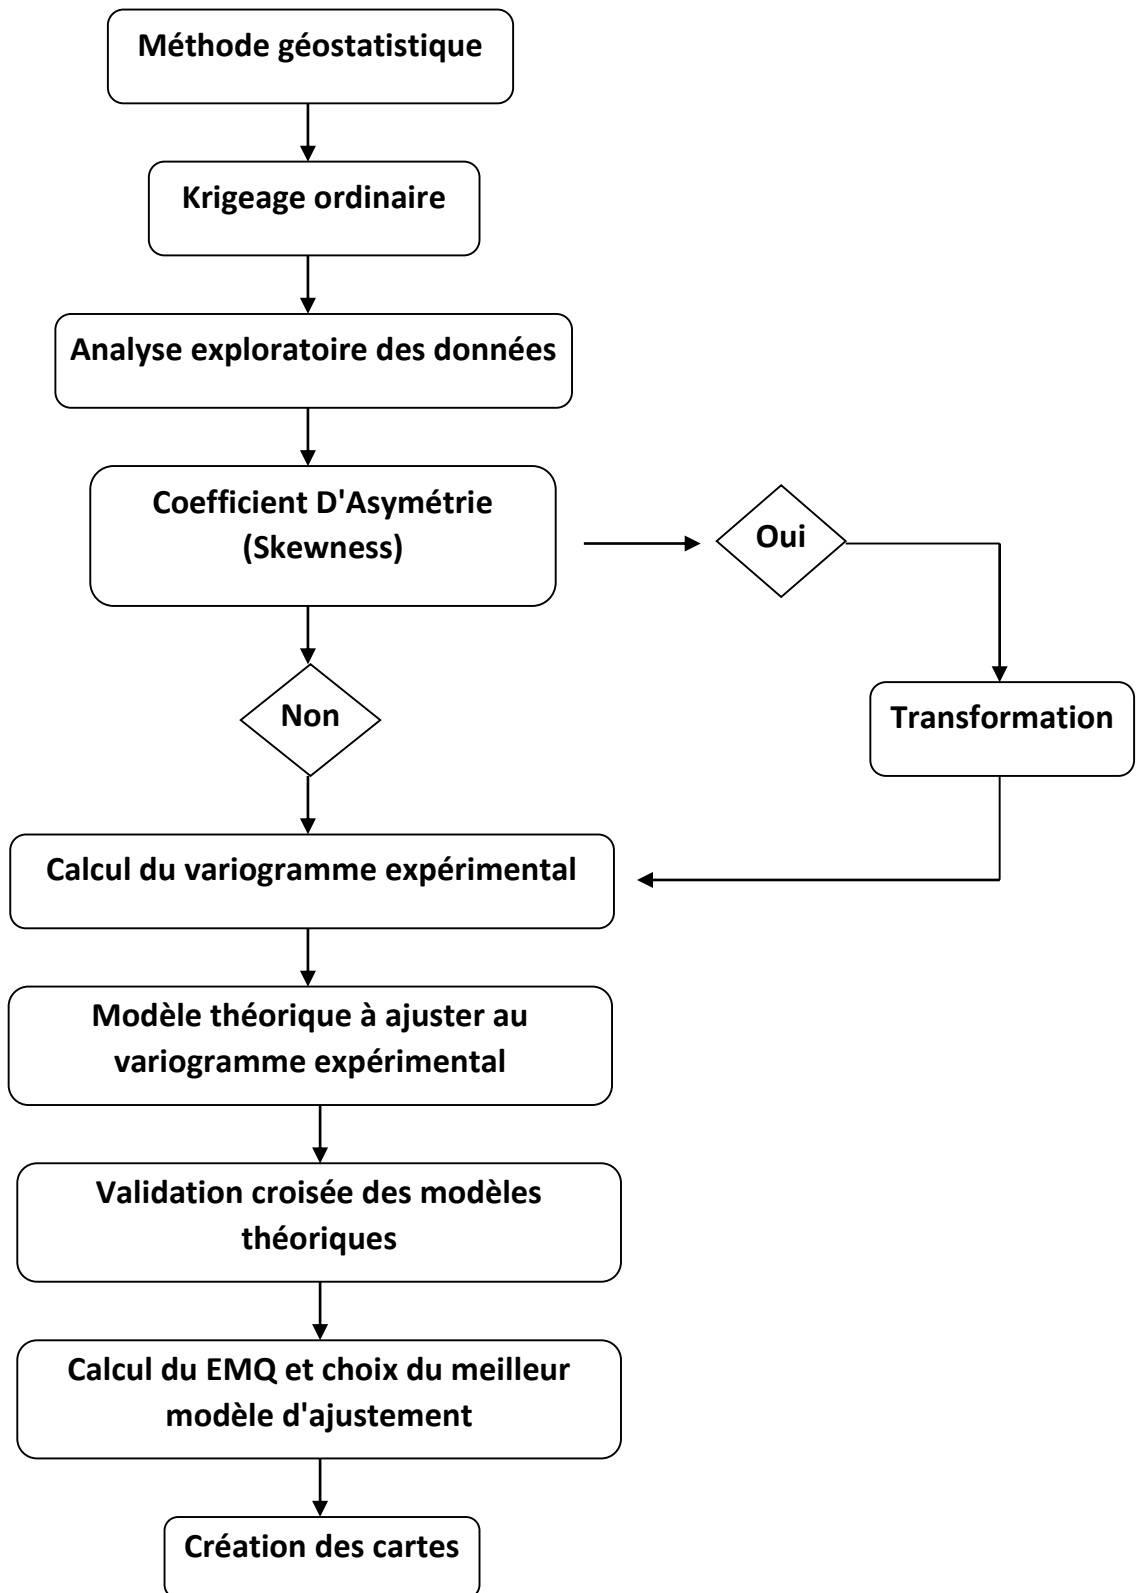 Méthode géostatistique
Krigeage ordinaire
Analyse exploratoire des données
Coefficient D'Asymétrie
(Skewness)
Oui
Non
Transformation
Calcul du variogramme expérimental
Modèle théorique à ajuster au
variogramme expérimental
Validation croisée des modèles
théoriques
Calcul du EMQ et choix du meilleur
modèle d'ajustement
Création des cartes